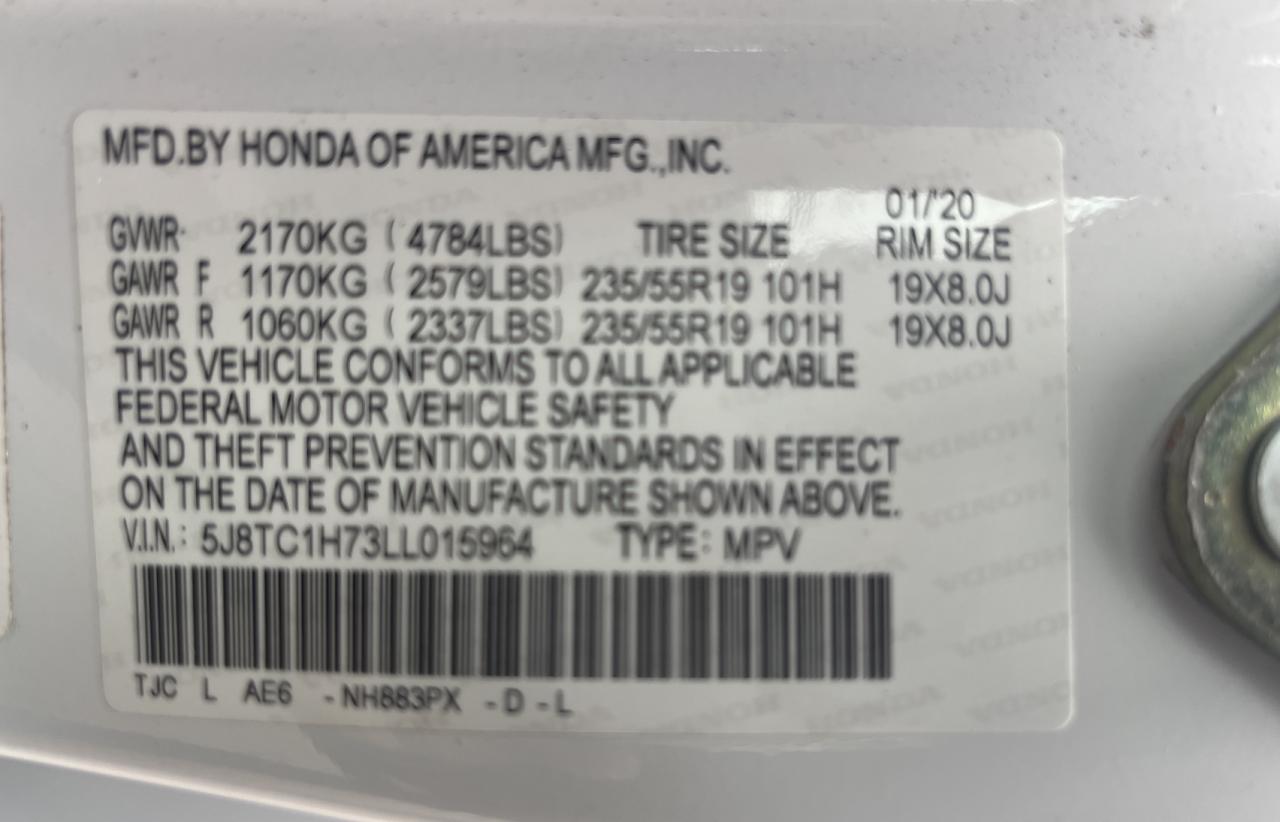 MFD.BY HONDA OF AMERICA MFG.,INC.
01/'20
GVWR· 2170KG ( 4784LBS) TIRE SIZE RIM SIZE
GAWR F 1170KG ( 2579LBS) 235/55R19 101H 19X8.0J
GAWR R 1060KG ( 2337LBS) 235/55R19 101H 19X8.0J
THIS VEHICLE CONFORMS TO ALL APPLICABLE
FEDERAL MOTOR VEHICLE SAFETY
AND THEFT PREVENTION STANDARDS IN EFFECT
ON THE DATE OF MANUFACTURE SHOWN ABOVE.
V.I.N.: 5J8TC1H73LL015964 TYPE: MPV
TJC L AE6 -NH883PX -D-L